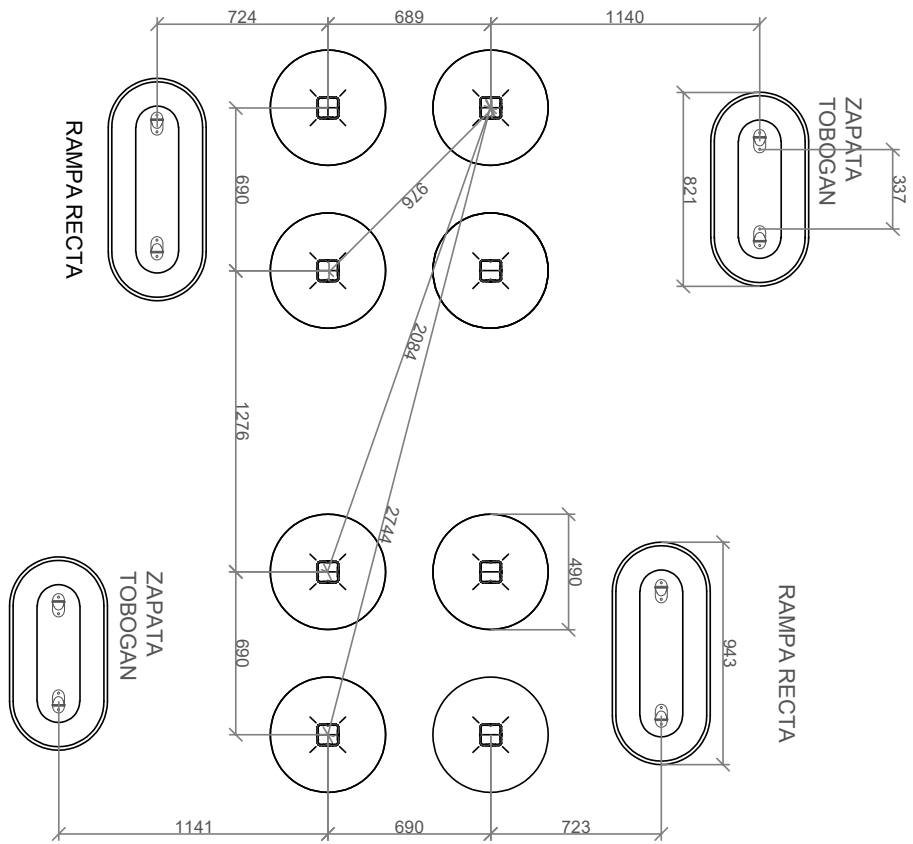 724
689
1140
RAMPA RECTA
690
976
821
ZAPATA
TOBOGAN
337
2084
1276
2744
490
ZAPATA
TOBOGAN
690
943
RAMPA RECTA
1141
690
723